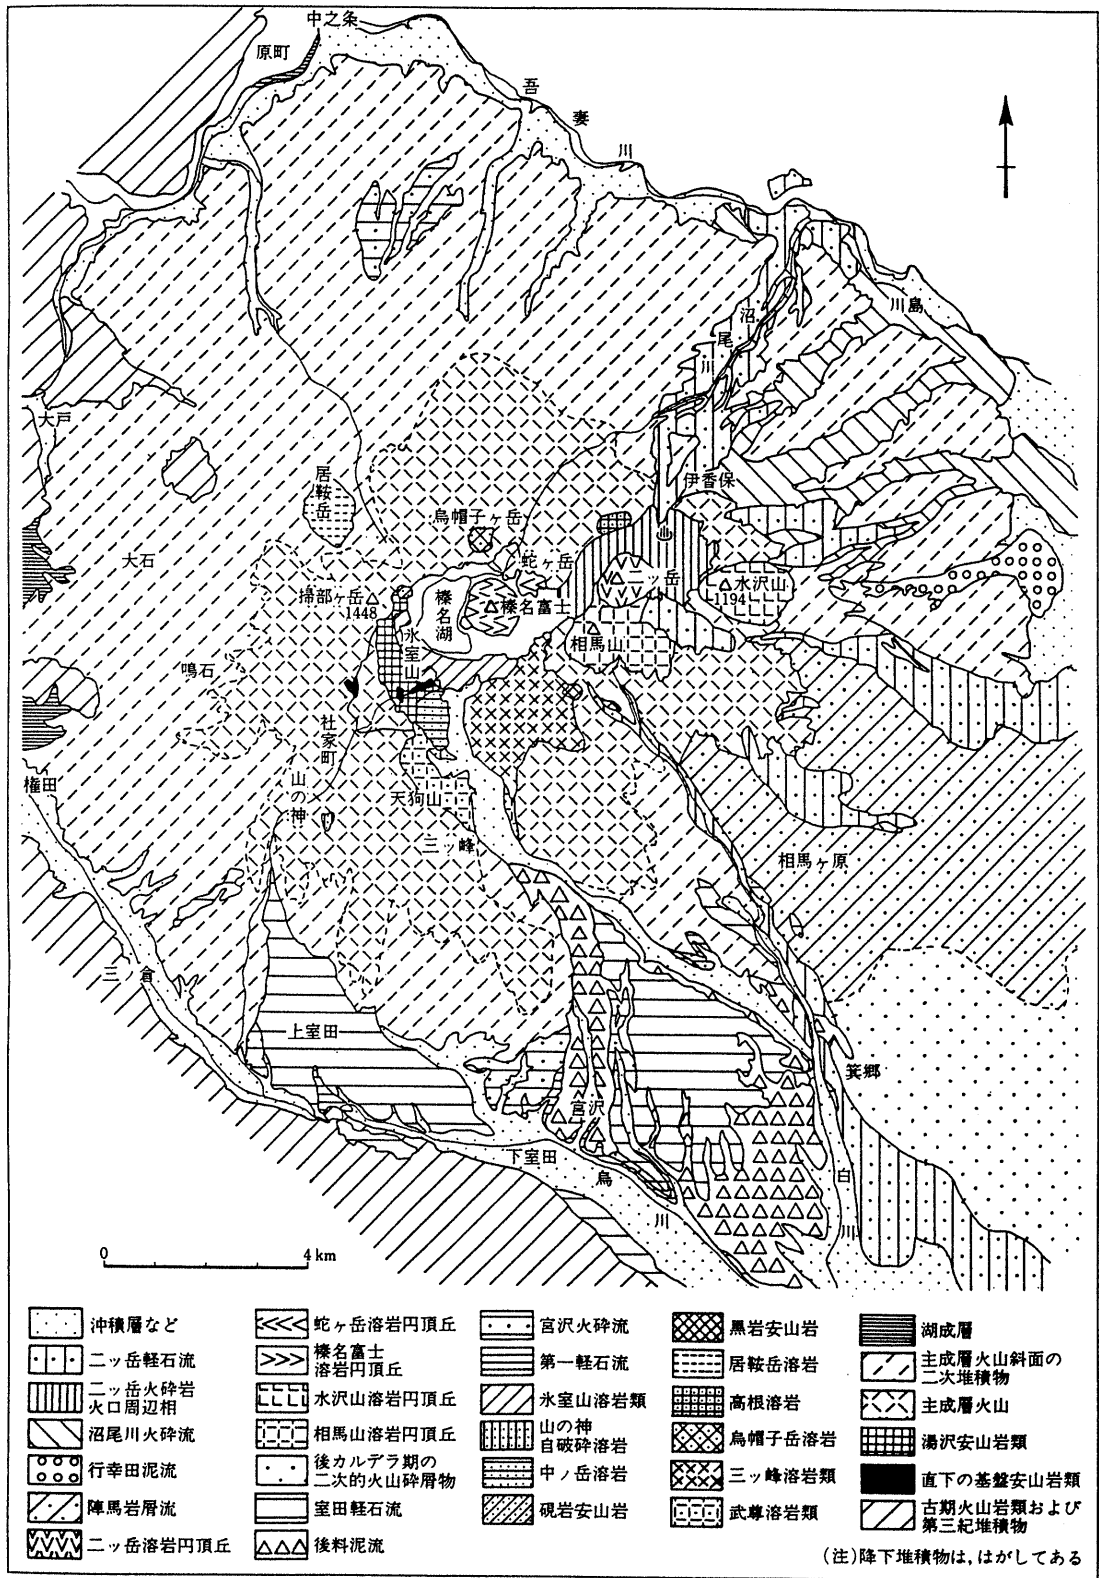 中之条
原町
吾妻川
川島
沼尾川
大戸
伊香保
居鞍岳
烏帽子ヶ岳
蛇ヶ岳
二ッ岳
大石
水沢山
1194
掃部ヶ岳
1448
榛名湖
榛名富士
氷室山
相馬山
鳴石
社家町
権田
山の神
天狗山
三ッ峰
相馬ヶ原
三倉
上室田
箕郷
宮沢
下室田
烏川
白川
0 4km
沖積層など
二ッ岳軽石流
二ッ岳火砕岩
火口周辺相
沼尾川火砕流
行幸田泥流
陣馬岩屑流
二ッ岳溶岩円頂丘
蛇ヶ岳溶岩円頂丘
榛名富士
溶岩円頂丘
水沢山溶岩円頂丘
相馬山溶岩円頂丘
後カルデラ期の
二次的火山砕屑物
室田軽石流
後料泥流
宮沢火砕流
第一軽石流
氷室山溶岩類
山の神
自破砕溶岩
中ノ岳溶岩
硯岩安山岩
黒岩安山岩
居鞍岳溶岩
高根溶岩
烏帽子岳溶岩
三ッ峰溶岩類
武尊溶岩類
湖成層
主成層火山斜面の
二次堆積物
主成層火山
湯沢安山岩類
直下の基盤安山岩類
古期火山岩類および
第三紀堆積物
(注)降下堆積物は,はがしてある